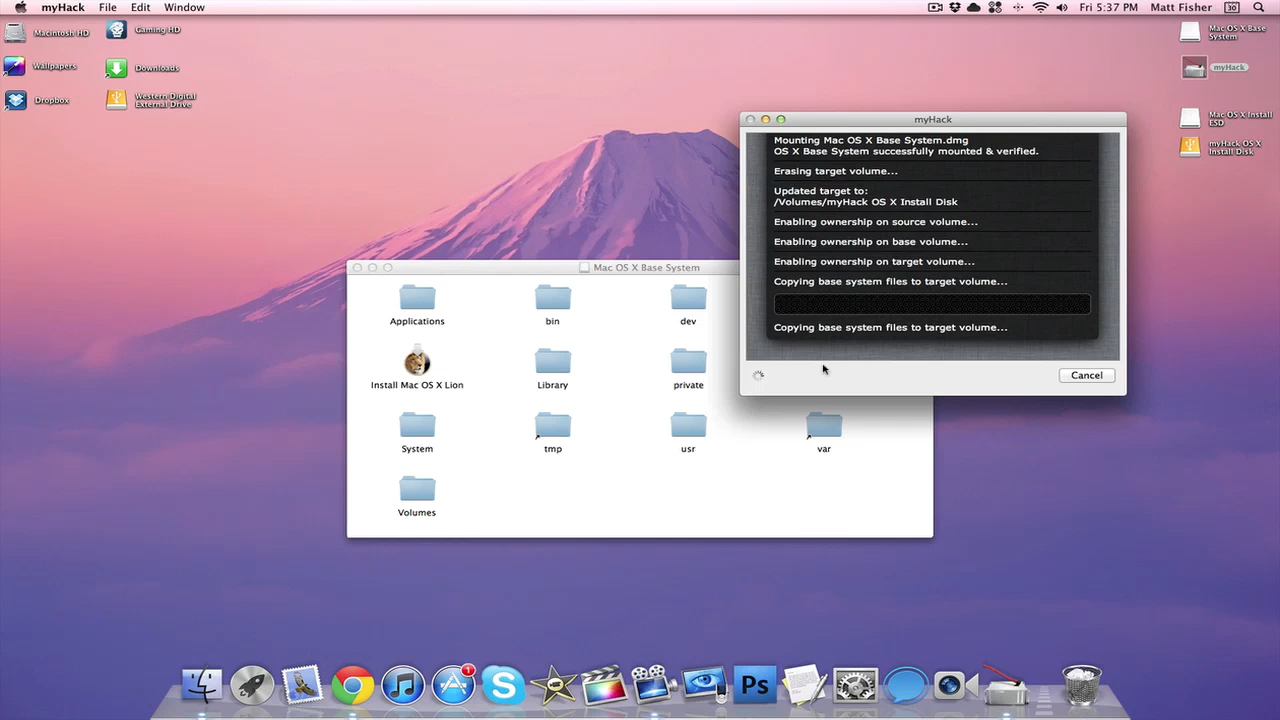 myHack File Edit Window
Fri 5:37 PM Matt Fisher 30
Macintosh HD
Gaming HD
Wallpapers
Downloads
Dropbox
Western Digital
External Drive
Mac OS X Base
System
myHack
Mac OS X Install
ESD
myHack OS X
Install Disk
myHack
Mounting Mac OS X Base System.dmg
OS X Base System successfully mounted & verified.
Erasing target volume...
Updated target to:
/Volumes/myHack OS X Install Disk
Enabling ownership on source volume...
Enabling ownership on base volume...
Enabling ownership on target volume...
Copying base system files to target volume...
Copying base system files to target volume...
Cancel
Mac OS X Base System
Applications
bin
dev
Install Mac OS X Lion
Library
private
System
tmp
usr
var
Volumes
1
S
Ps